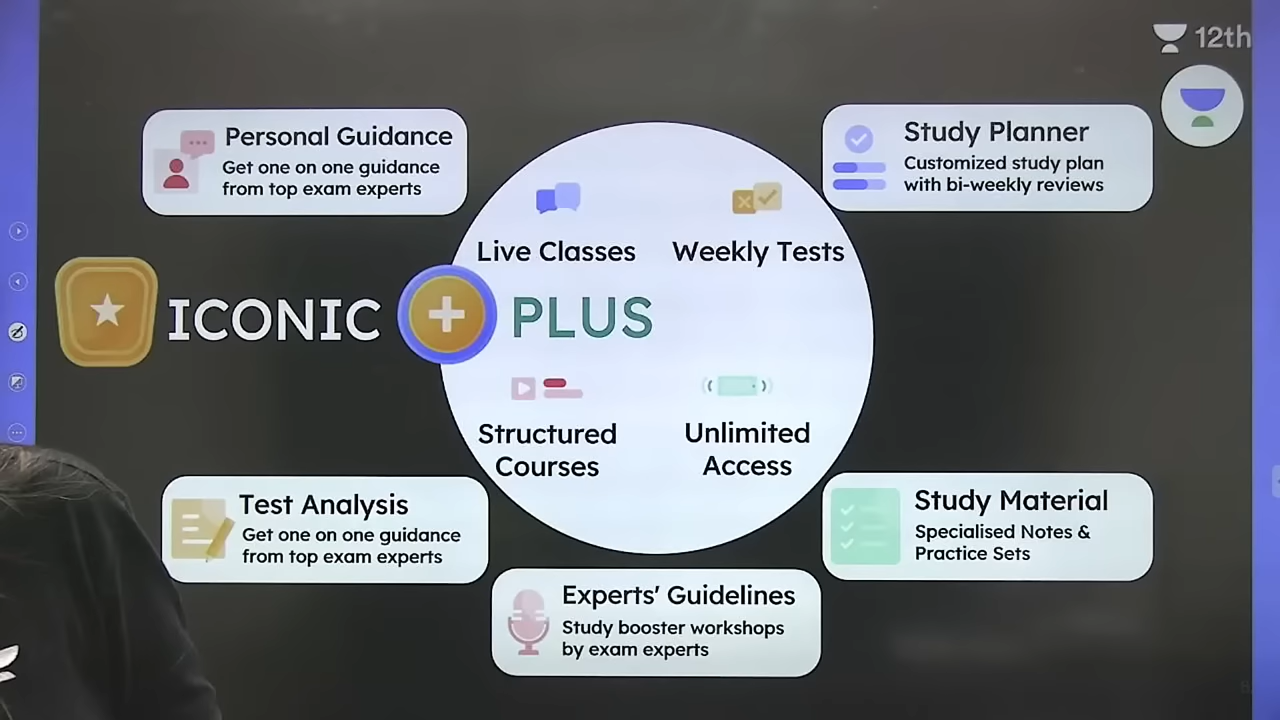 12th
Personal Guidance
Get one on one guidance
from top exam experts
Study Planner
Customized study plan
with bi-weekly reviews
Live Classes
Weekly Tests
ICONIC
PLUS
Structured
Courses
Unlimited
Access
Test Analysis
Get one on one guidance
from top exam experts
Study Material
Specialised Notes &
Practice Sets
Experts' Guidelines
Study booster workshops
by exam experts